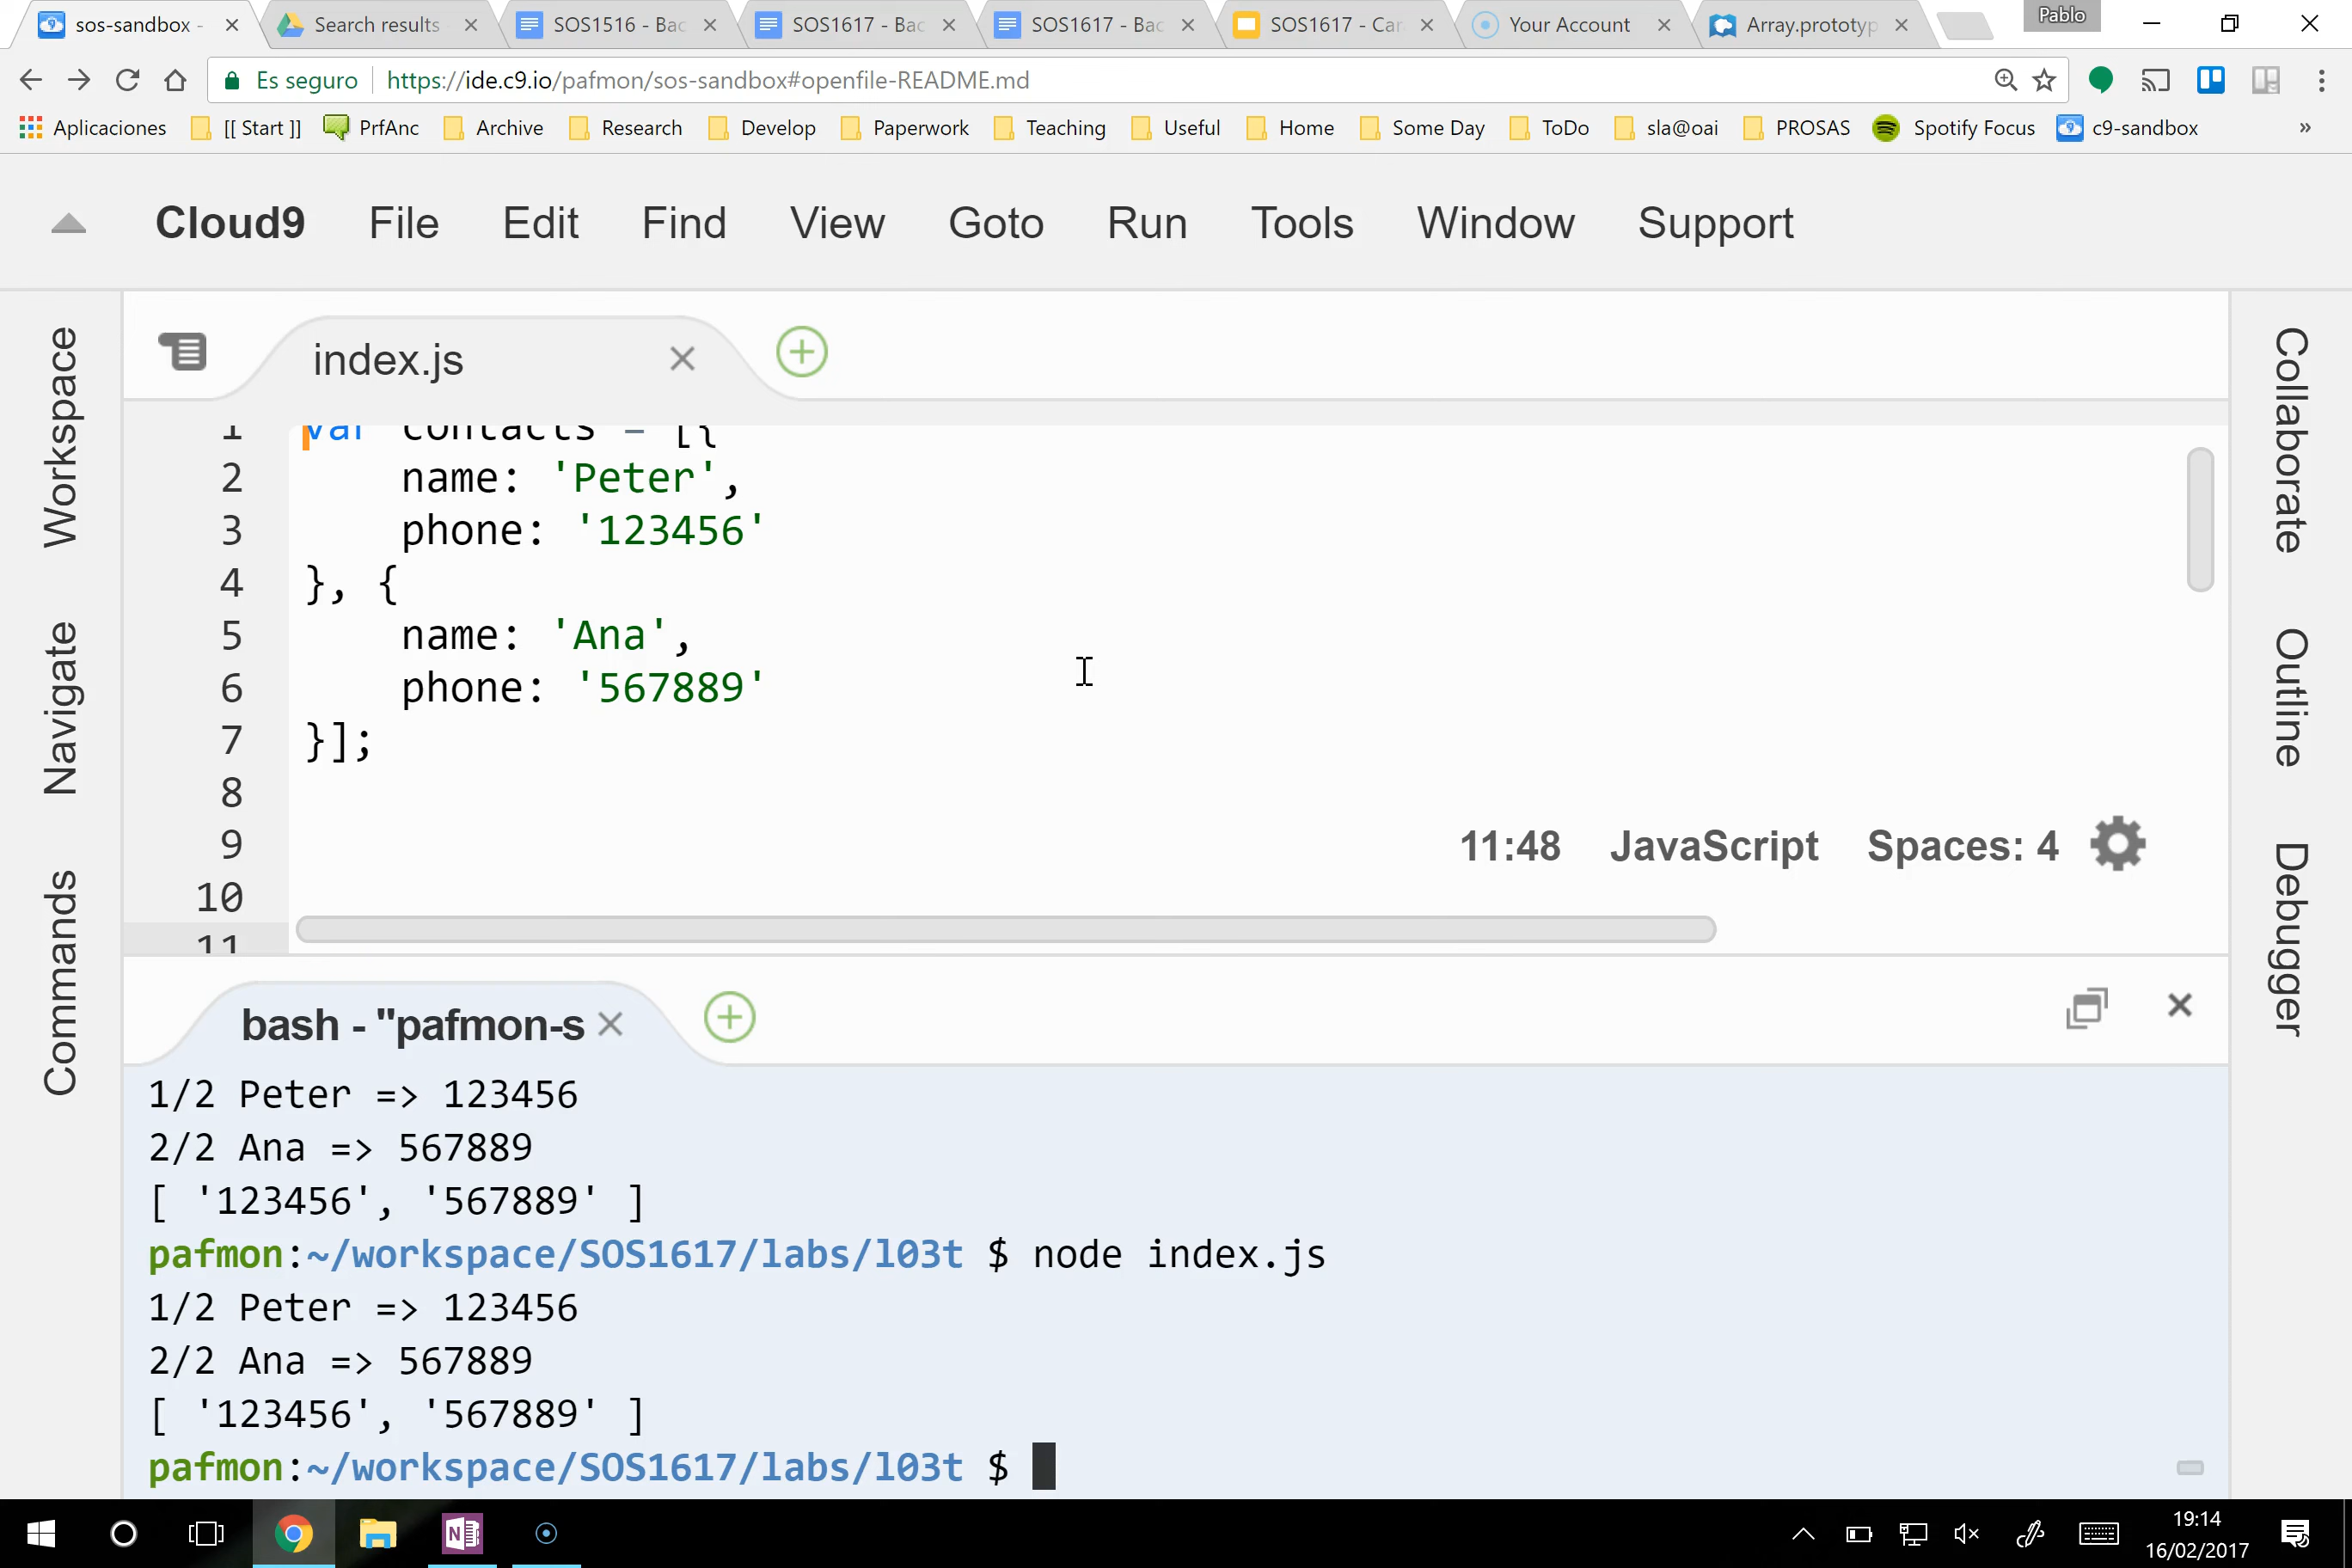 sos-sandbox -
Search results
SOS1516 - Bac
SOS1617 - Bac
SOS1617 - Bac
SOS1617 - Car
Your Account
Array.prototyp
Pablo
Es seguro
https://ide.c9.io/pafmon/sos-sandbox#openfile-README.md
Aplicaciones
[[ Start ]]
PrfAnc
Archive
Research
Develop
Paperwork
Teaching
Useful
Home
Some Day
ToDo
sla@oai
PROSAS
Spotify Focus
c9-sandbox
»
Cloud9 File Edit Find View Goto Run Tools Window Support
Workspace
Navigate
Commands
Collaborate
Outline
Debugger
index.js
1 var contacts = [{
2 name: 'Peter',
3 phone: '123456'
4 }, {
5 name: 'Ana',
6 phone: '567889'
7 }];
8
9
10
11
11:48 JavaScript Spaces: 4
bash - "pafmon-s
1/2 Peter => 123456
2/2 Ana => 567889
[ '123456', '567889' ]
pafmon:~/workspace/SOS1617/labs/l03t $ node index.js
1/2 Peter => 123456
2/2 Ana => 567889
[ '123456', '567889' ]
pafmon:~/workspace/SOS1617/labs/l03t $
19:14
16/02/2017